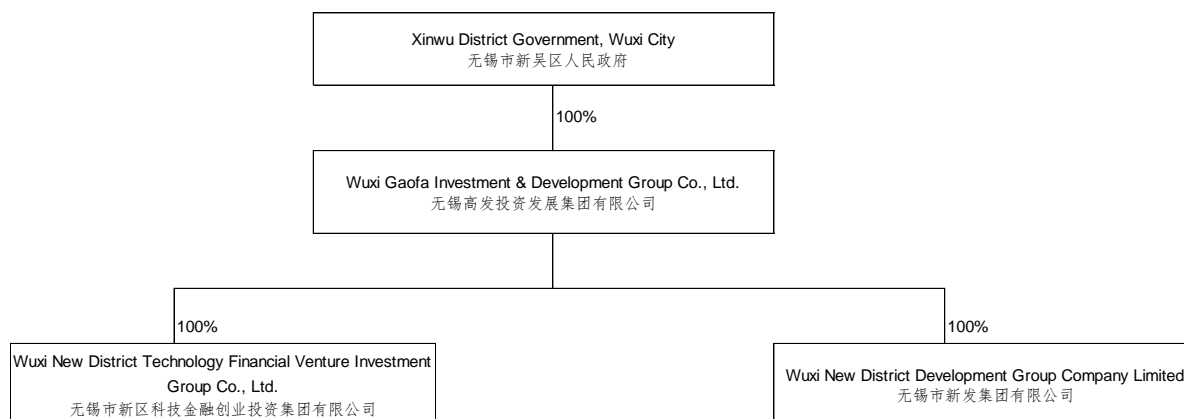 Xinwu District Government, Wuxi City
无锡市新吴区人民政府
100%
Wuxi Gaofa Investment & Development Group Co., Ltd.
无锡高发投资发展集团有限公司
100%
100%
Wuxi New District Technology Financial Venture Investment
Group Co., Ltd.
无锡市新区科技金融创业投资集团有限公司
Wuxi New District Development Group Company Limited
无锡市新发集团有限公司